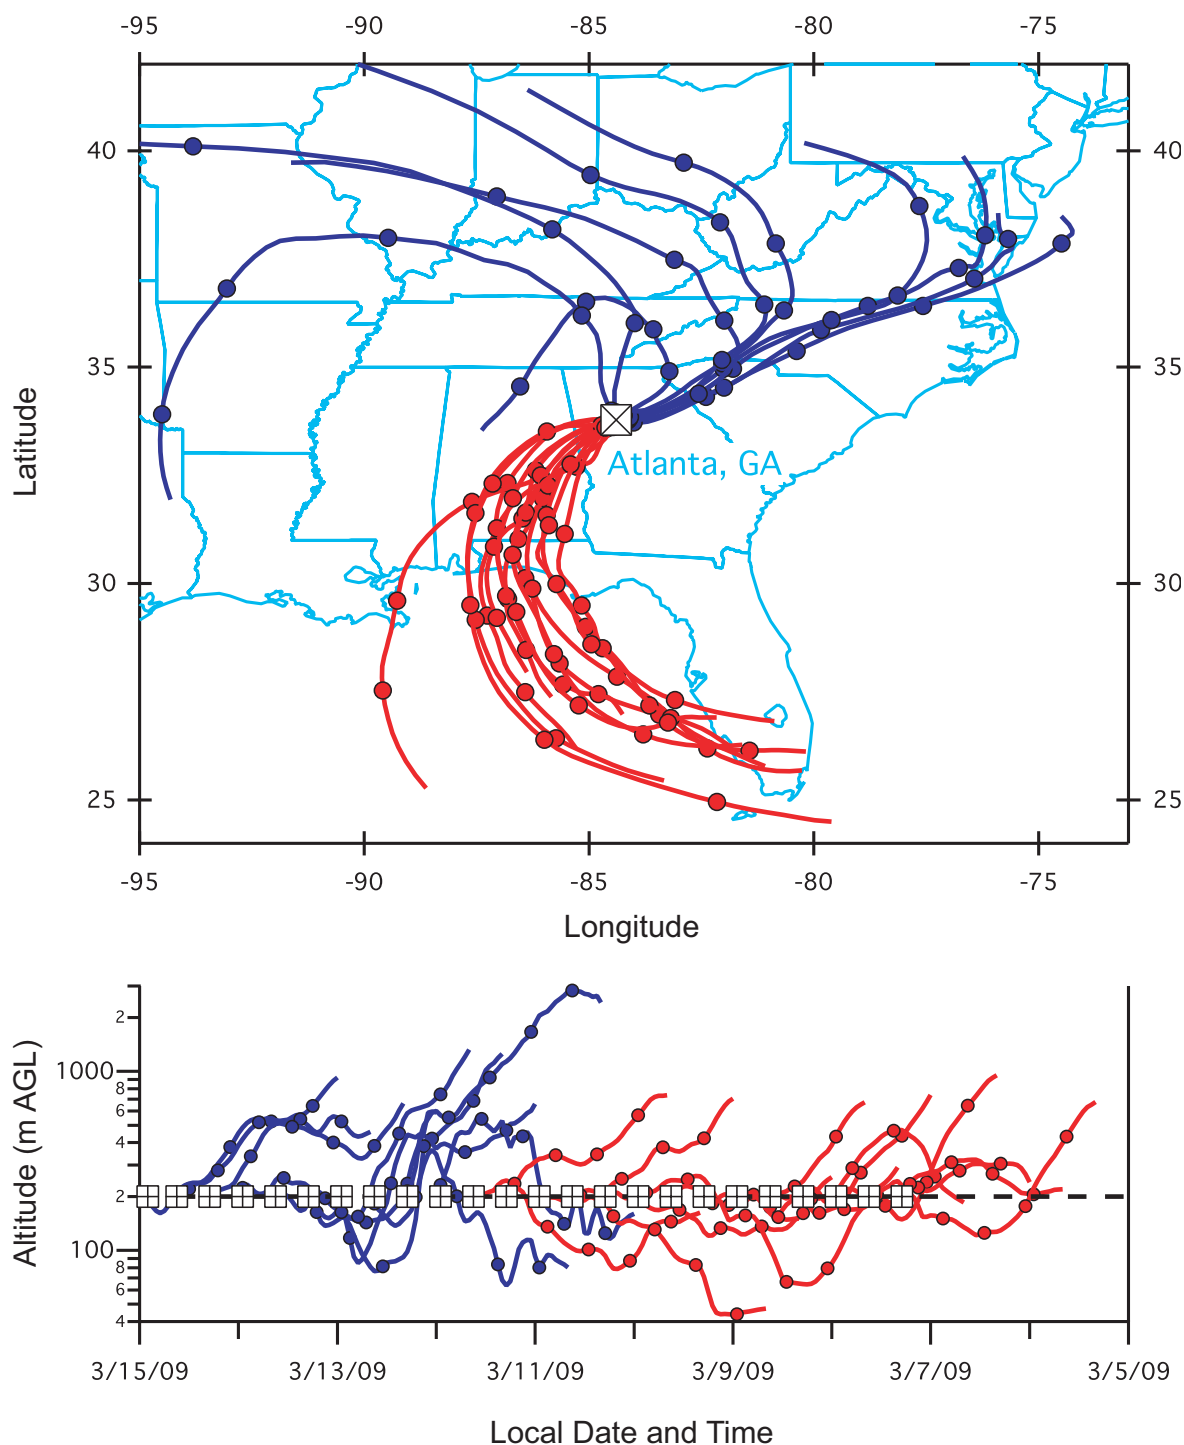 -95 -90 -85 -80 -75
40 40
35 35
Latitude
Atlanta, GA
30 30
25 25
-95 -90 -85 -80 -75
Longitude
2
1000
8
6
4
2
100
8
6
4
Altitude (m AGL)
3/15/09 3/13/09 3/11/09 3/9/09 3/7/09 3/5/09
Local Date and Time